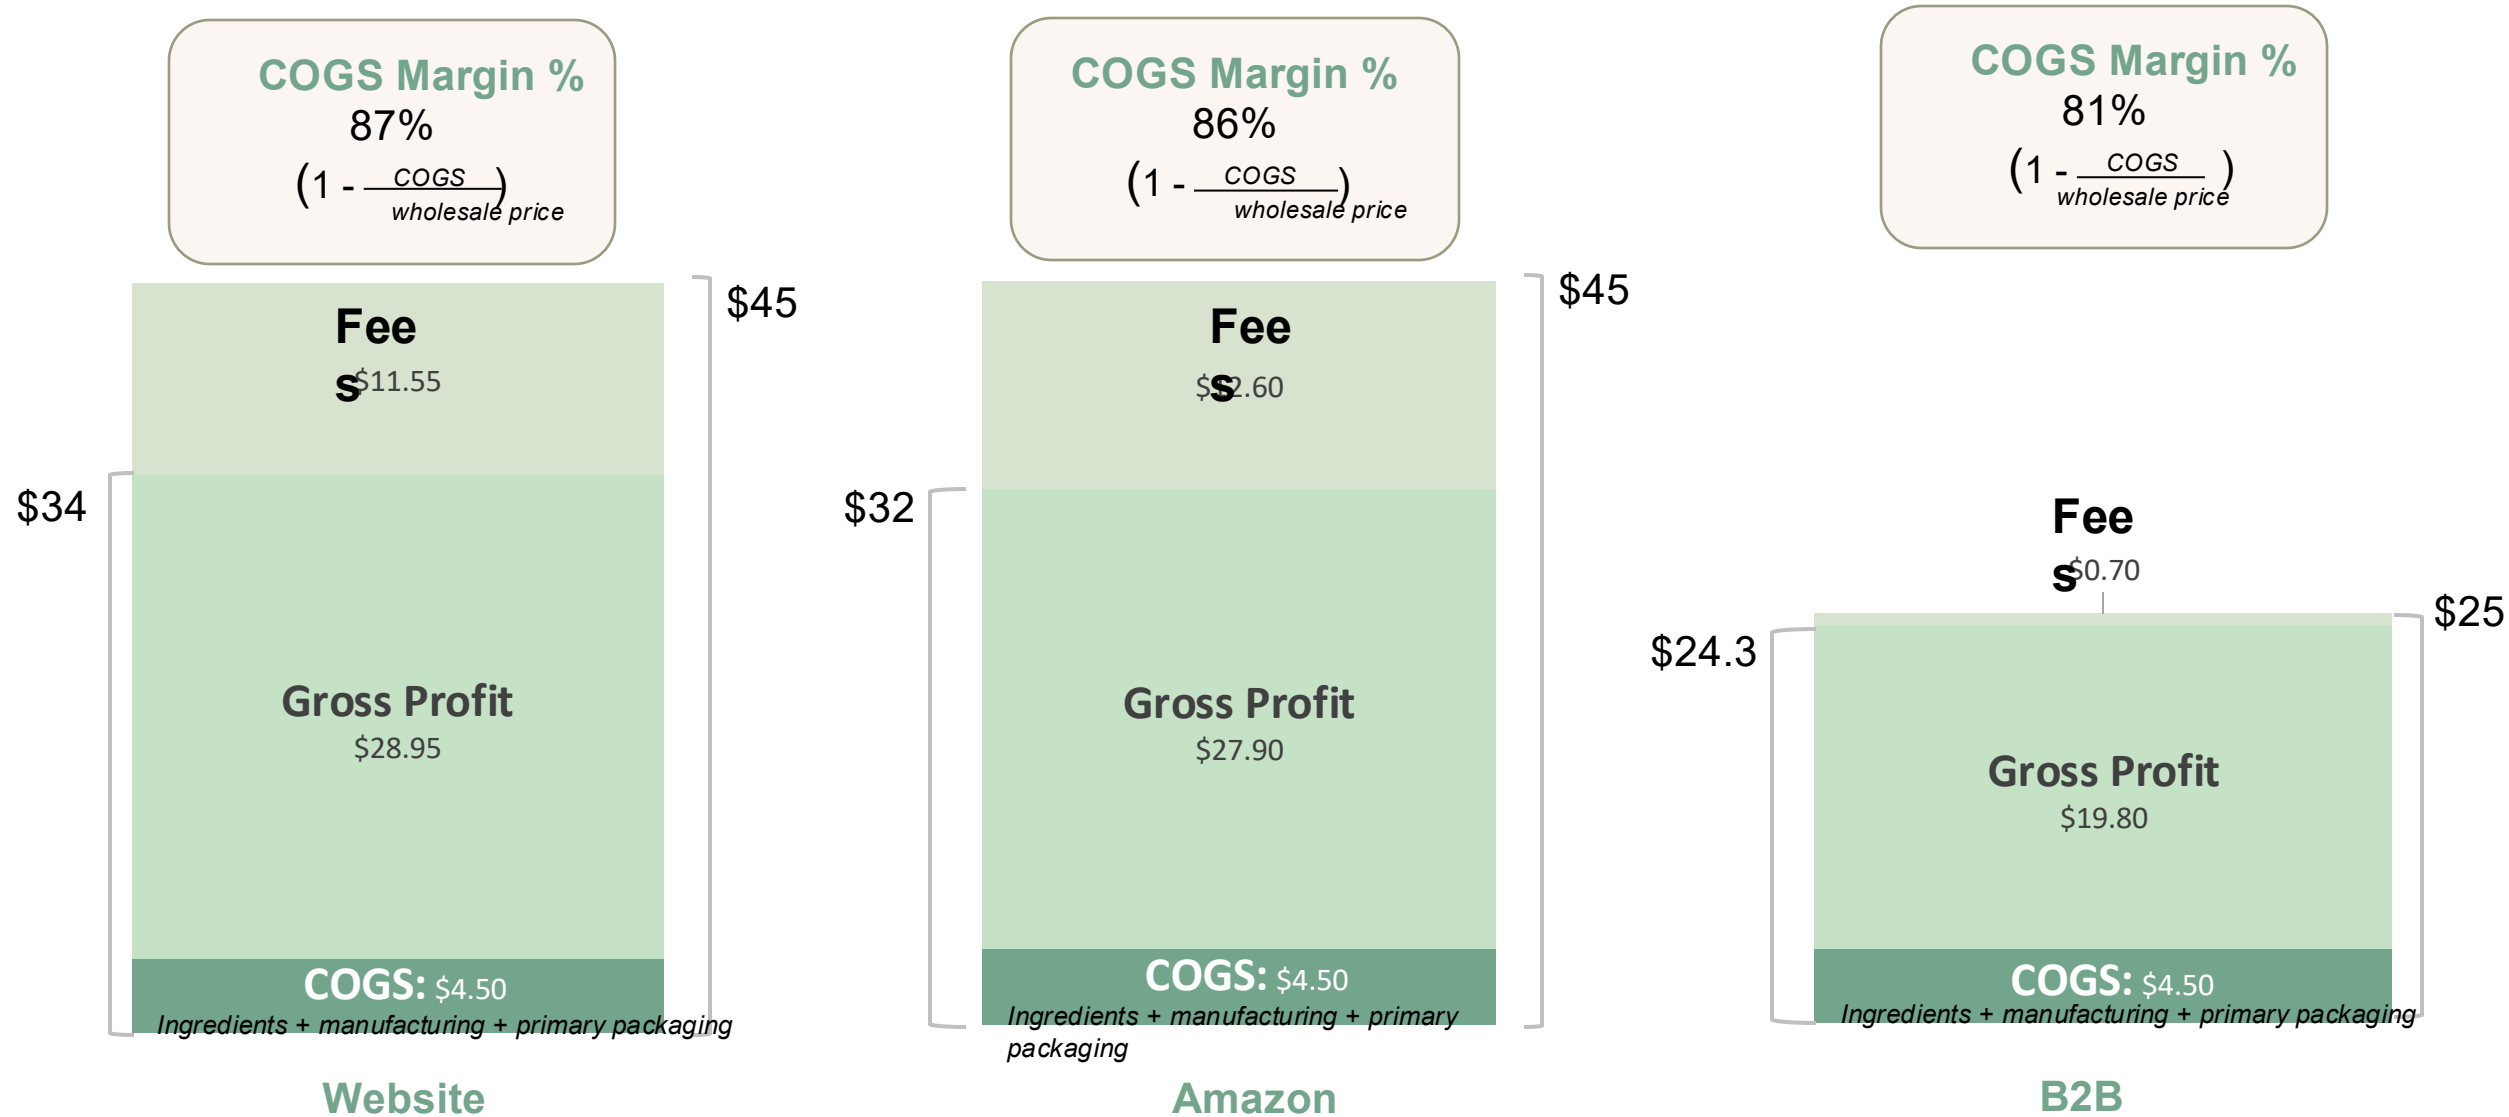 COGS Margin %
87%
(1 - COGS
wholesale price)
$45
Fee
s
$11.55
$34
Gross Profit
$28.95
COGS: $4.50
Ingredients + manufacturing + primary packaging
Website
COGS Margin %
86%
(1 - COGS
wholesale price)
$45
Fee
s
$12.60
$32
Gross Profit
$27.90
COGS: $4.50
Ingredients + manufacturing + primary
packaging
Amazon
COGS Margin %
81%
(1 - COGS
wholesale price)
Fee
s
$0.70
$25
$24.3
Gross Profit
$19.80
COGS: $4.50
Ingredients + manufacturing + primary packaging
B2B